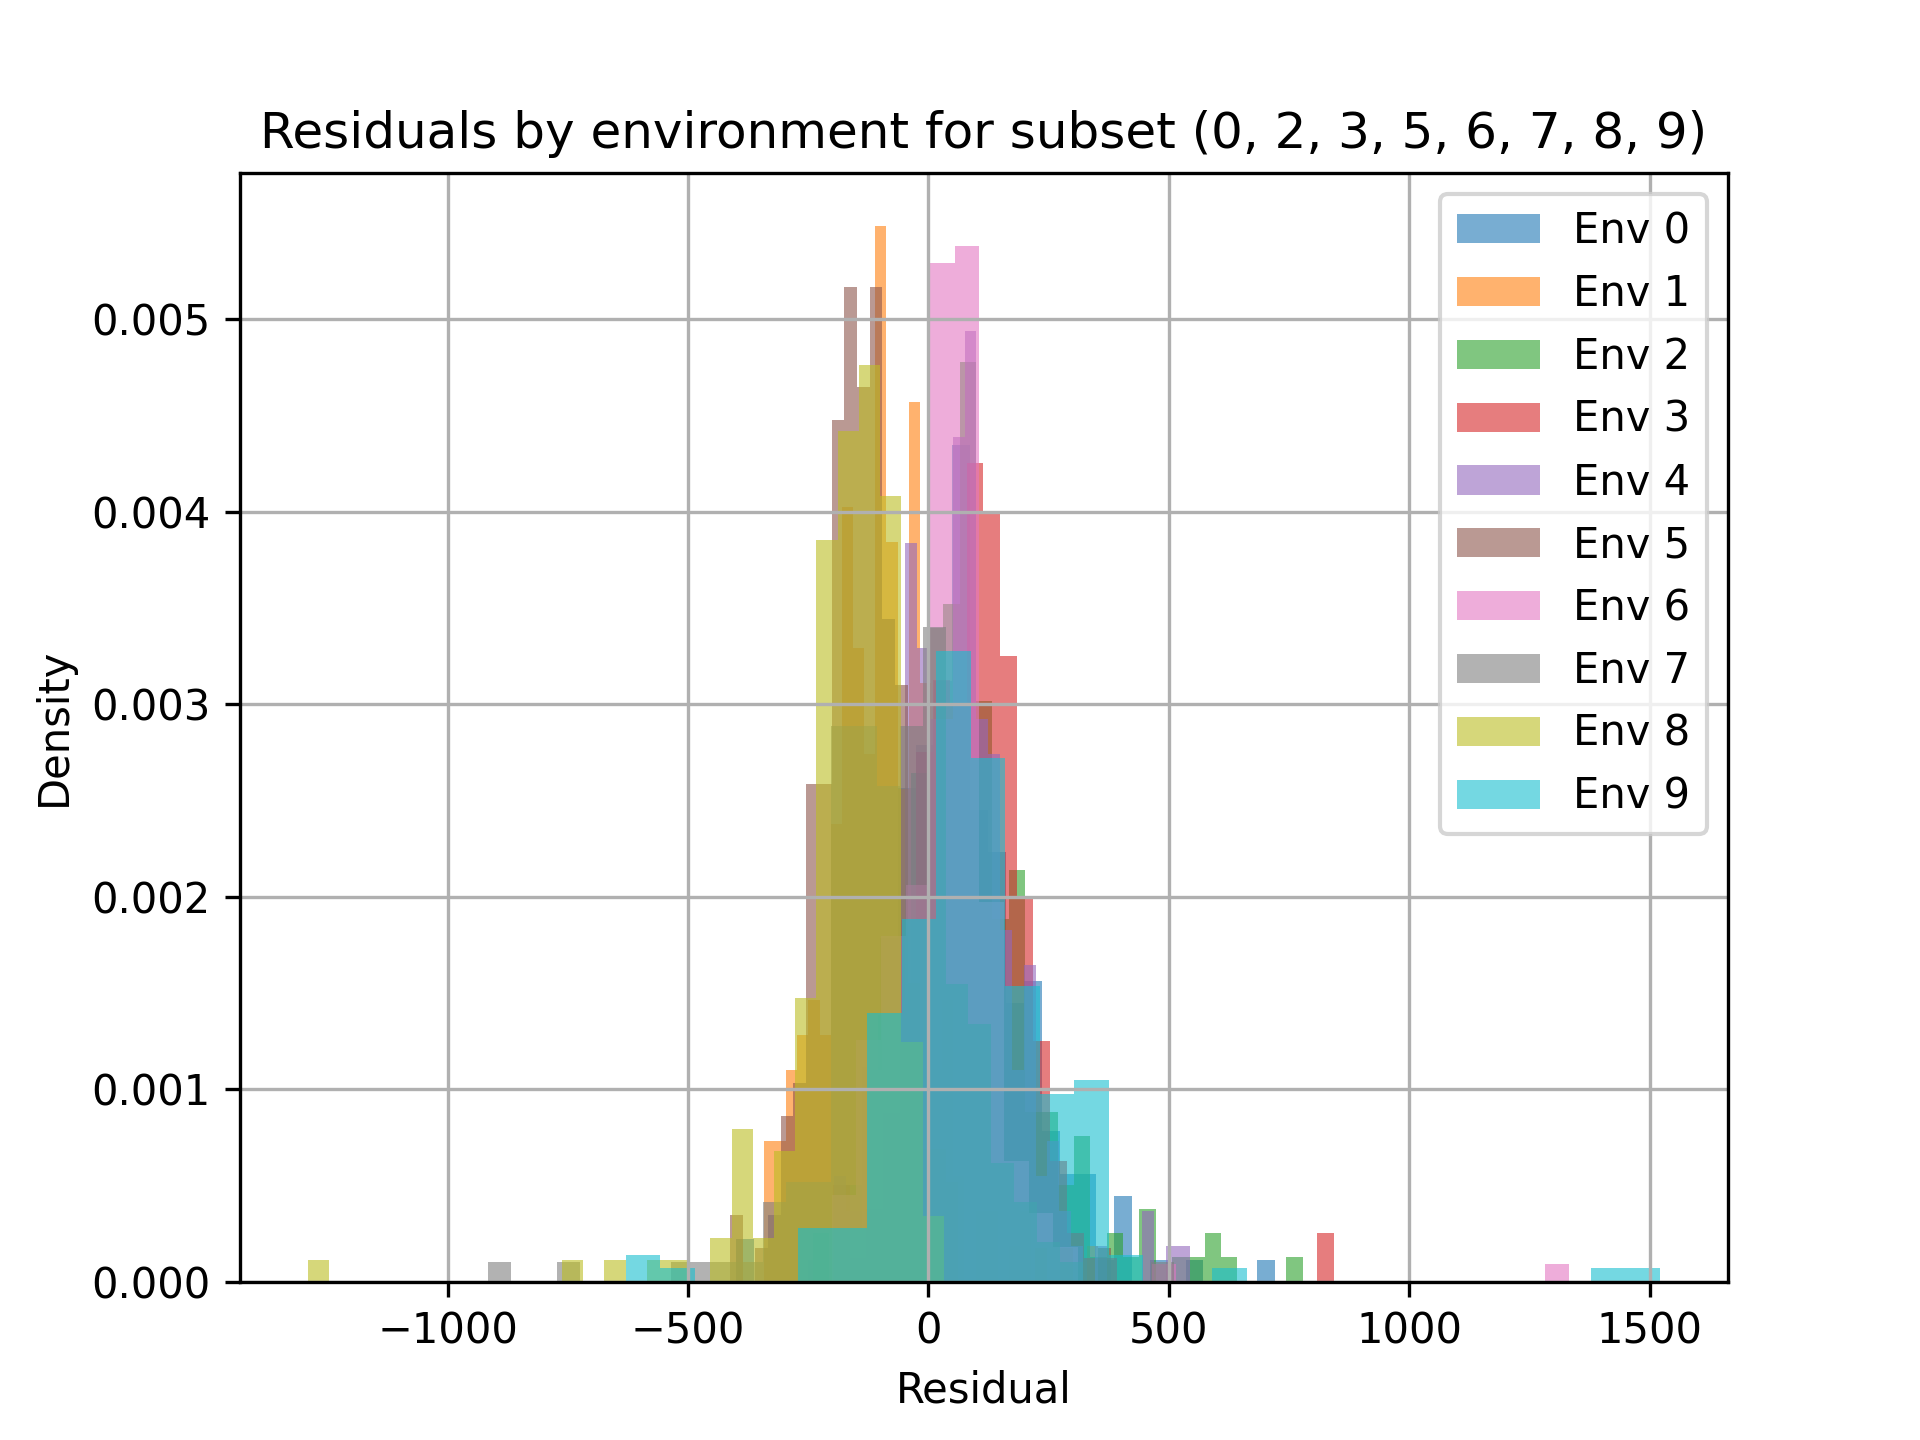 Residuals by environment for subset (0, 2, 3, 5, 6, 7, 8, 9)
Env 0
Env 1
Env 2
Env 3
Env 4
Env 5
Env 6
Env 7
Env 8
Env 9
Density
0.005
0.004
0.003
0.002
0.001
0.000
−1000 −500 0 500 1000 1500
Residual